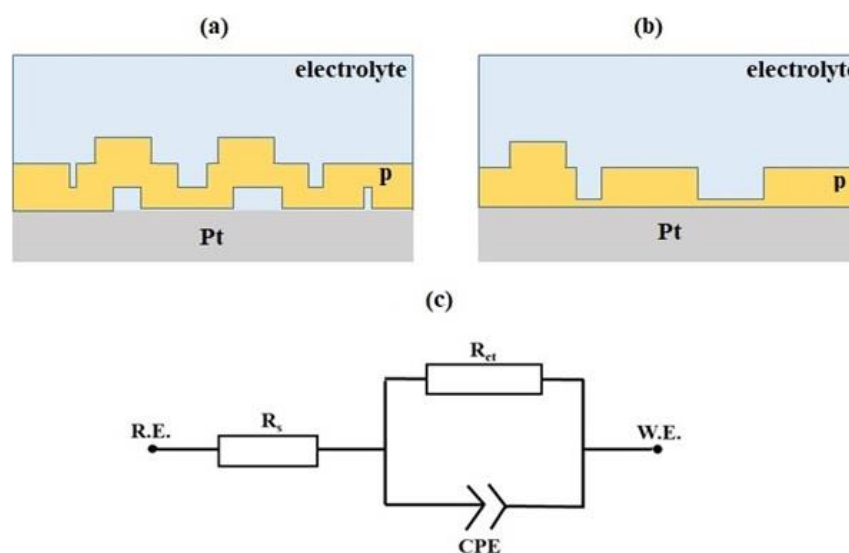 (a)
(b)
electrolyte
electrolyte
p
p
Pt
Pt
(c)
R.E.
Rs
Rct
W.E.
CPE